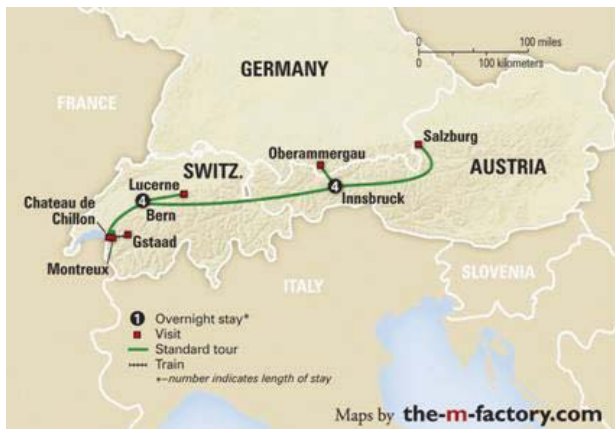 0 100 miles
0 100 kilometers
GERMANY
FRANCE
Salzburg
Oberammergau
SWITZ.
AUSTRIA
Lucerne
4
4
Innsbruck
Chateau de
Chillon
Bern
Gstaad
Montreux
SLOVENIA
ITALY
1 Overnight stay*
Visit
Standard tour
Train
*–number indicates length of stay
Maps by the-m-factory.com